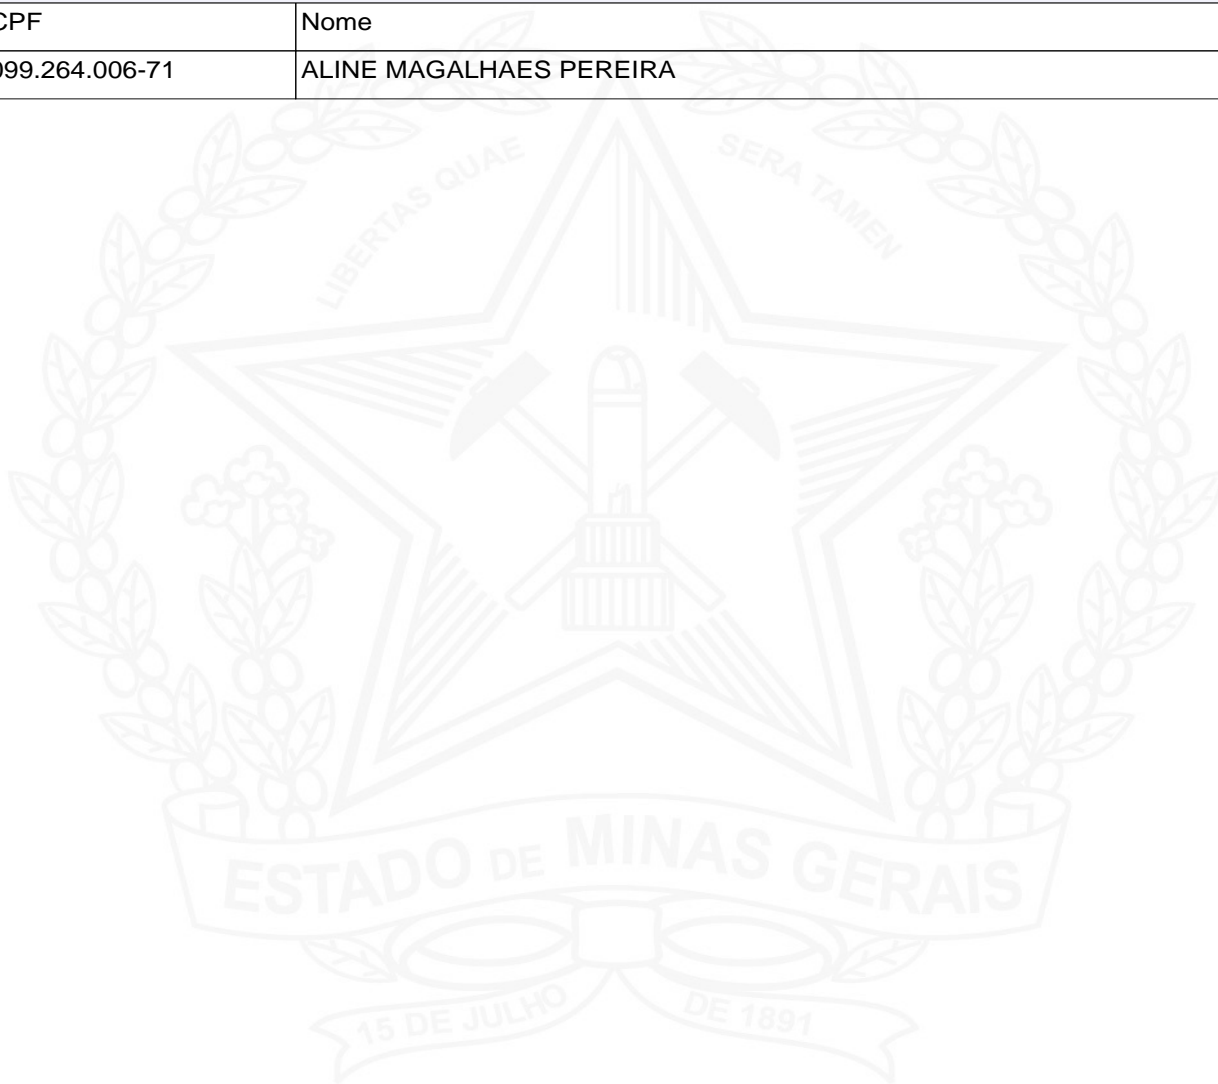 CPF Nome
099.264.006-71 ALINE MAGALHAES PEREIRA
LIBERTAS QUAE SERA TAMEN
ESTADO DE MINAS GERAIS
15 DE JULHO DE 1891